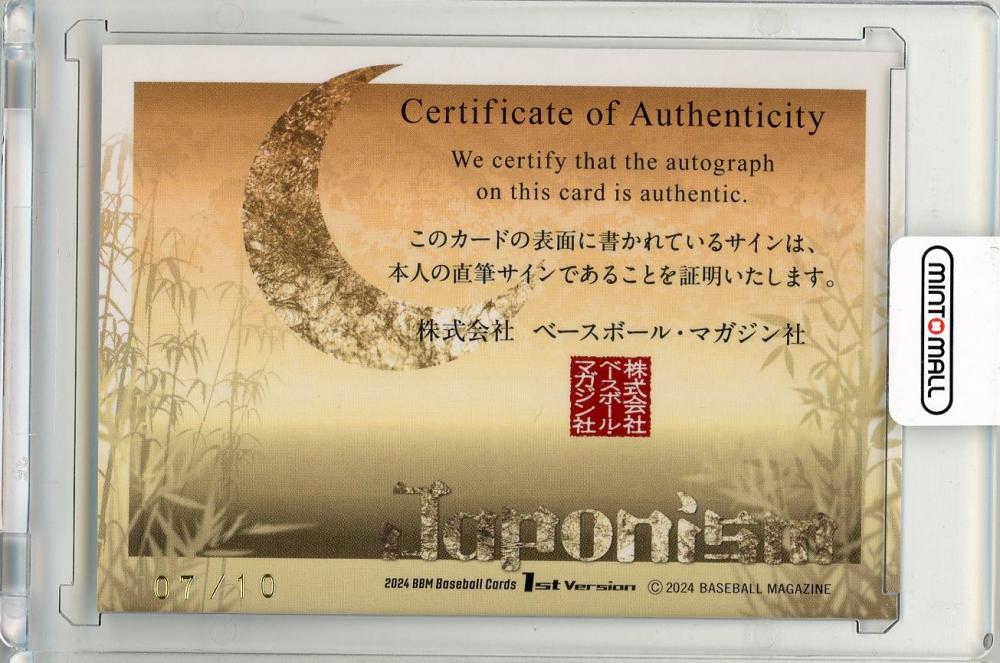 Certificate of Authenticity
We certify that the autograph
on this card is authentic.
このカードの表面に書かれているサインは、
本人の直筆サインであることを証明いたします。
株式会社 ベースボール・マガジン社
株式会社
ベースボール・
マガジン社
MINT MALL
Japonism
07/10
2024 BBM Baseball Cards 1st Version © 2024 BASEBALL MAGAZINE